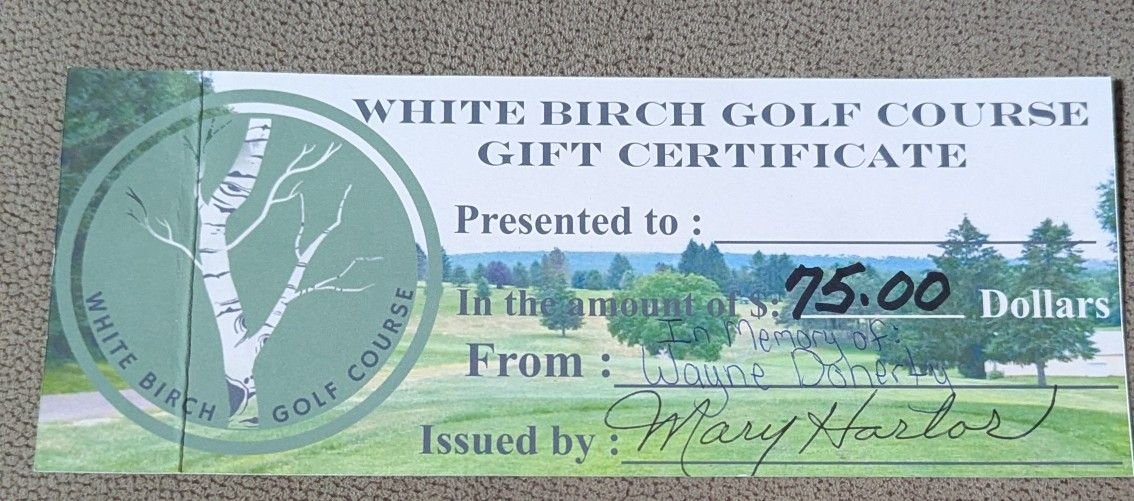 WHITE BIRCH GOLF COURSE
GIFT CERTIFICATE
Presented to :
In the amount of $: 75.00 Dollars
In Memory of:
From : Wayne Doherty
Issued by : Mary Harlos
WHITE BIRCH GOLF COURSE